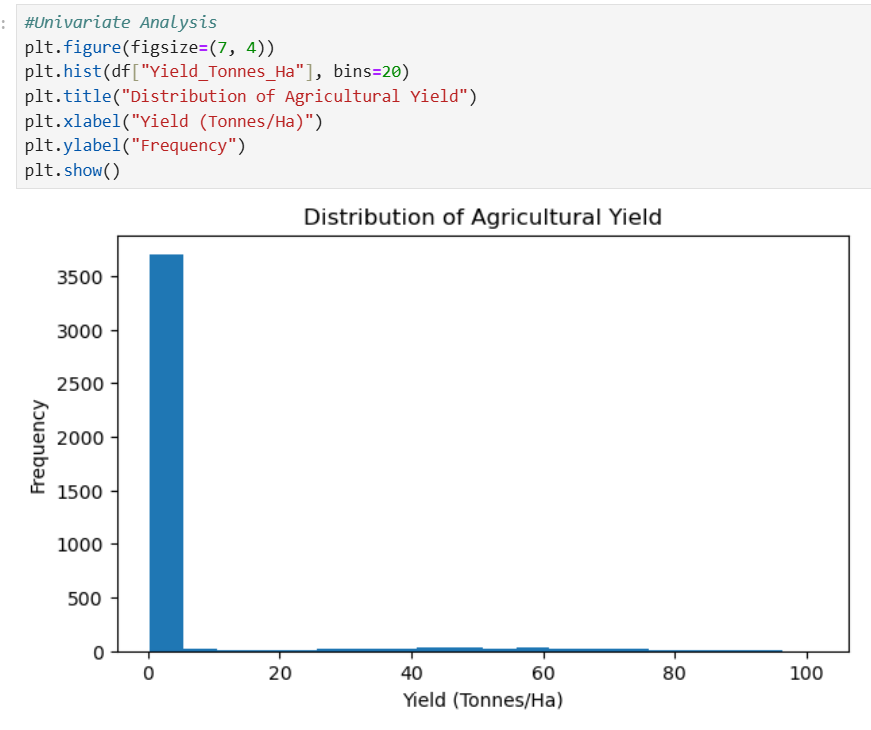 :
#Univariate Analysis
plt.figure(figsize=(7, 4))
plt.hist(df["Yield_Tonnes_Ha"], bins=20)
plt.title("Distribution of Agricultural Yield")
plt.xlabel("Yield (Tonnes/Ha)")
plt.ylabel("Frequency")
plt.show()
Distribution of Agricultural Yield
3500
3000
2500
2000
1500
1000
500
0
Frequency
0 20 40 60 80 100
Yield (Tonnes/Ha)